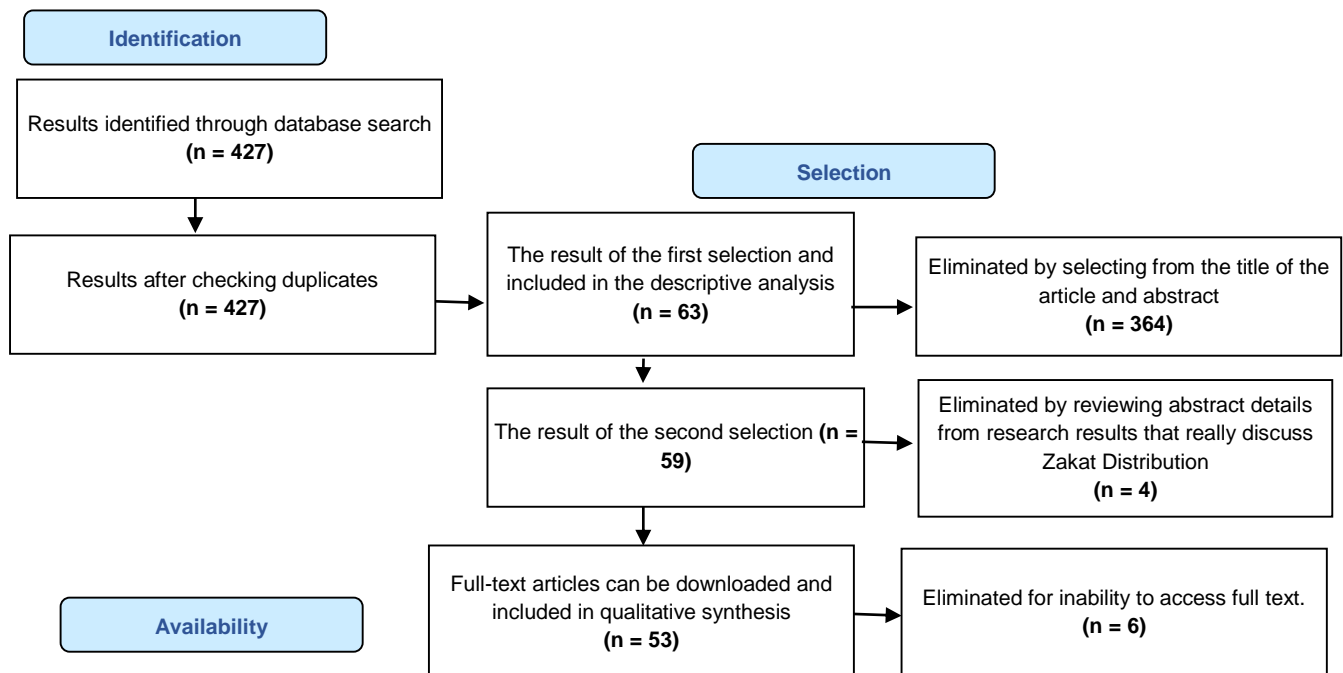 Identification
Results identified through database search
(n = 427)
Selection
Results after checking duplicates
(n = 427)
The result of the first selection and
included in the descriptive analysis
(n = 63)
Eliminated by selecting from the title of the
article and abstract
(n = 364)
The result of the second selection (n =
59)
Eliminated by reviewing abstract details
from research results that really discuss
Zakat Distribution
(n = 4)
Availability
Full-text articles can be downloaded and
included in qualitative synthesis
(n = 53)
Eliminated for inability to access full text.
(n = 6)